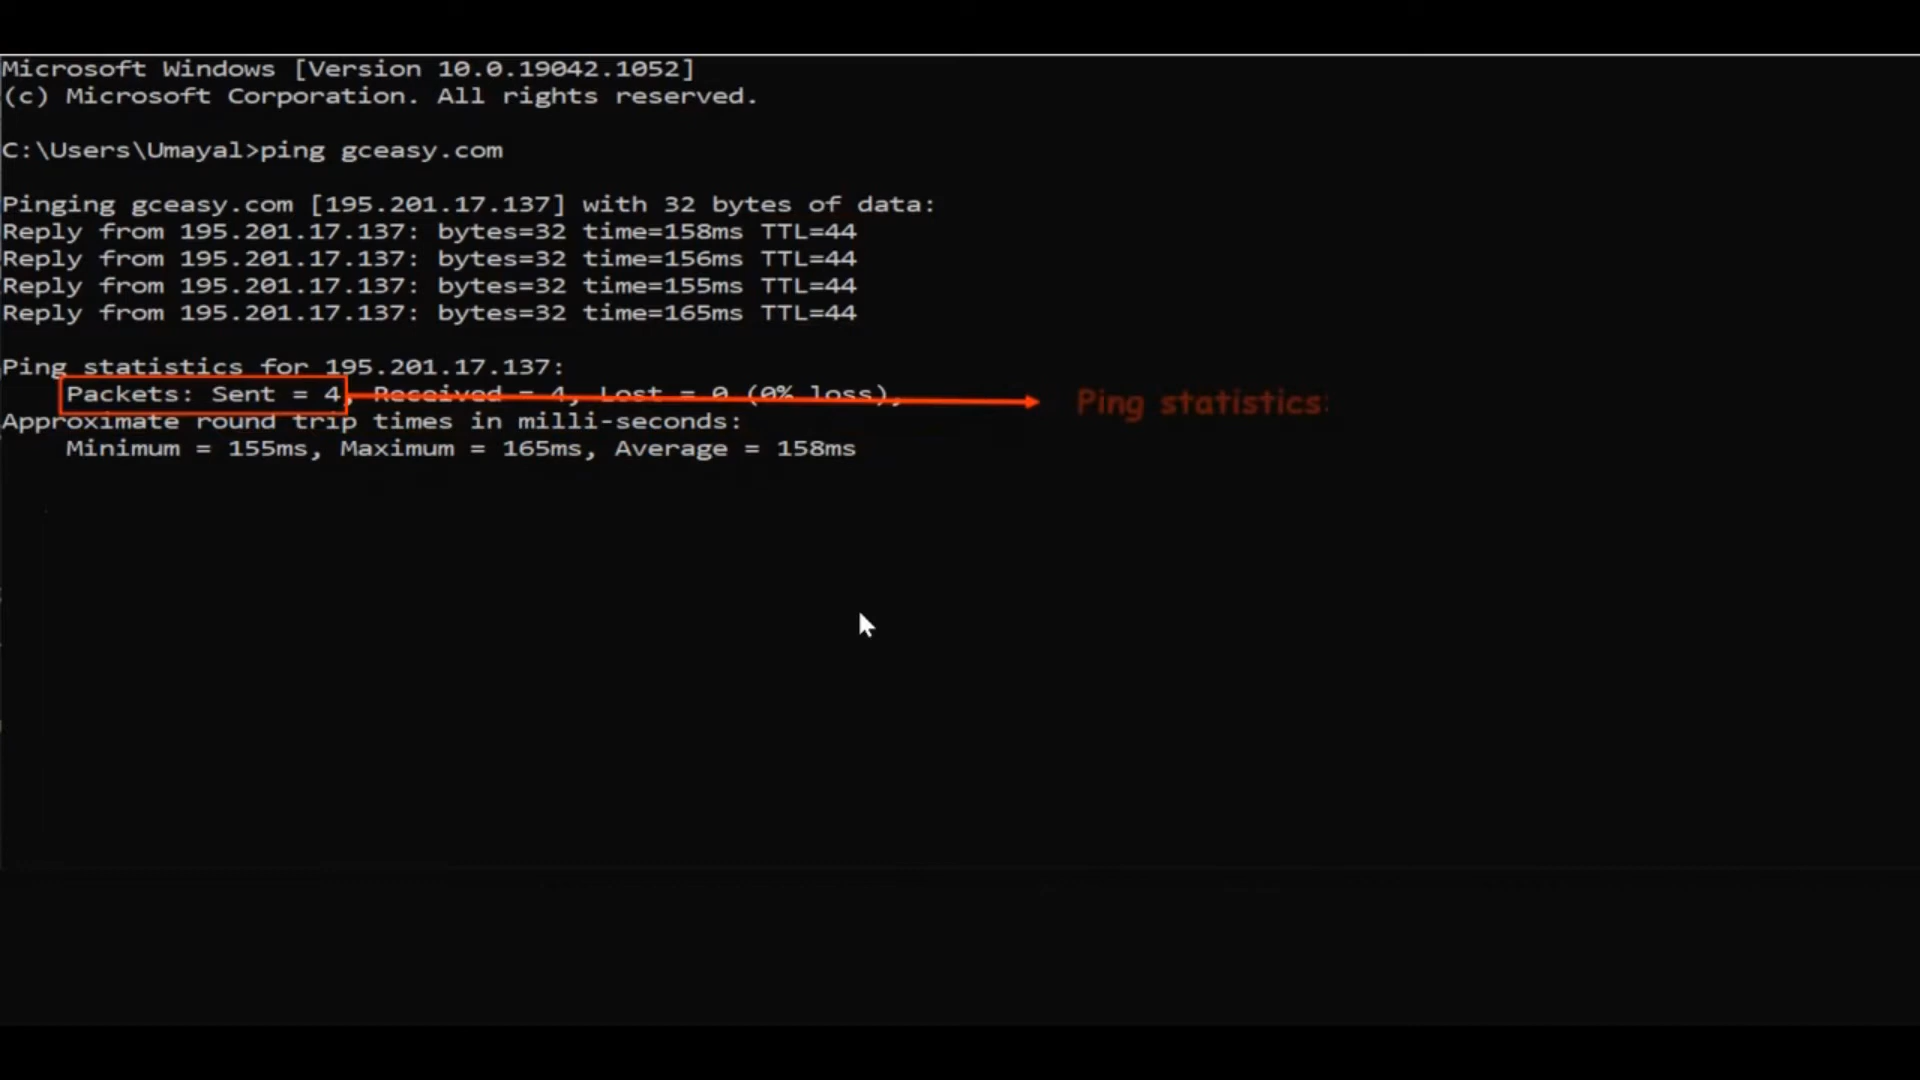 Microsoft Windows [Version 10.0.19042.1052]
(c) Microsoft Corporation. All rights reserved.
C:\Users\Umayal>ping gceasy.com
Pinging gceasy.com [195.201.17.137] with 32 bytes of data:
Reply from 195.201.17.137: bytes=32 time=158ms TTL=44
Reply from 195.201.17.137: bytes=32 time=156ms TTL=44
Reply from 195.201.17.137: bytes=32 time=155ms TTL=44
Reply from 195.201.17.137: bytes=32 time=165ms TTL=44
Ping statistics for 195.201.17.137:
Packets: Sent = 4, Received = 4, Lost = 0 (0% loss),
Ping statistics:
Approximate round trip times in milli-seconds:
Minimum = 155ms, Maximum = 165ms, Average = 158ms